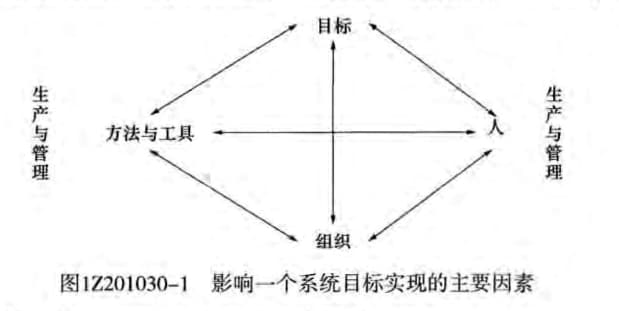 目标
生产与管理
方法与工具
人
生产与管理
组织
图1Z201030-1 影响一个系统目标实现的主要因素